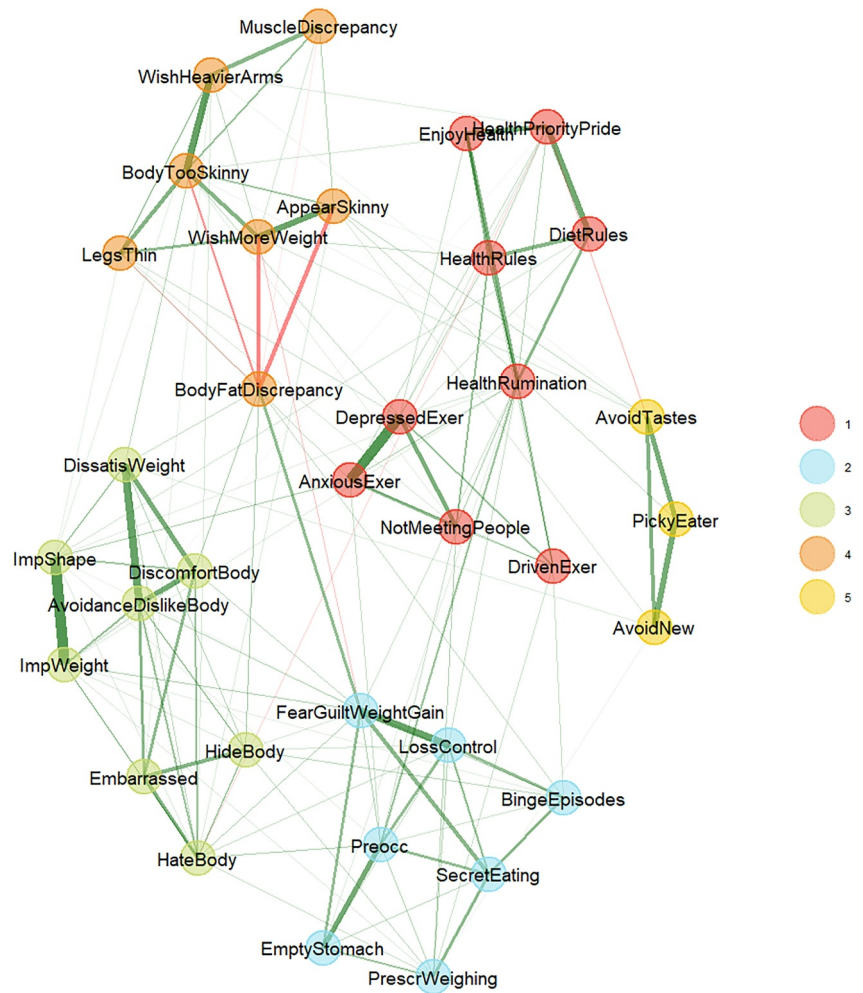 MuscleDiscrepancy
WishHeavierArms
EnjoyHealth
HealthPriorityPride
BodyTooSkinny
AppearSkinny
WishMoreWeight
LegsThin
HealthRules
DietRules
BodyFatDiscrepancy
HealthRumination
DepressedExer
AvoidTastes
1
DissatisWeight
AnxiousExer
2
NotMeetingPeople
PickyEater
3
ImpShape
DiscomfortBody
DrivenExer
4
AvoidanceDislikeBody
5
AvoidNew
ImpWeight
FearGuiltWeightGain
HideBody
LossControl
Embarrassed
BingeEpisodes
HateBody
Preocc
SecretEating
EmptyStomach
PrescrWeighing